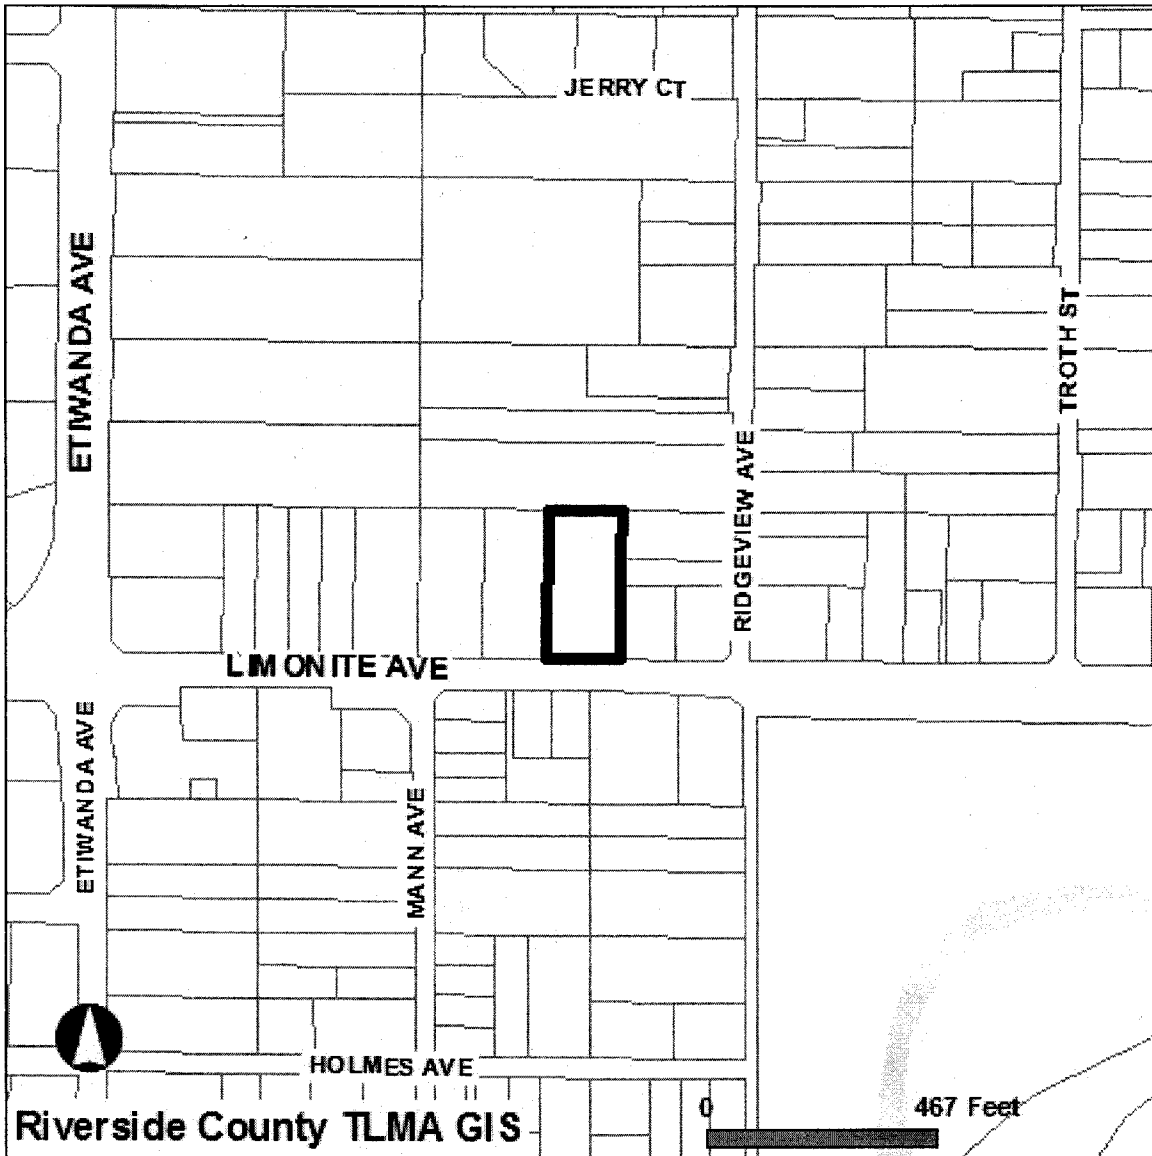 JERRY CT
ETIWANDA AVE
TROTH ST
RIDGEVIEW AVE
LIMONITE AVE
ETIWANDA AVE
MANN AVE
HOLMES AVE
0 467 Feet
Riverside County TLMA GIS